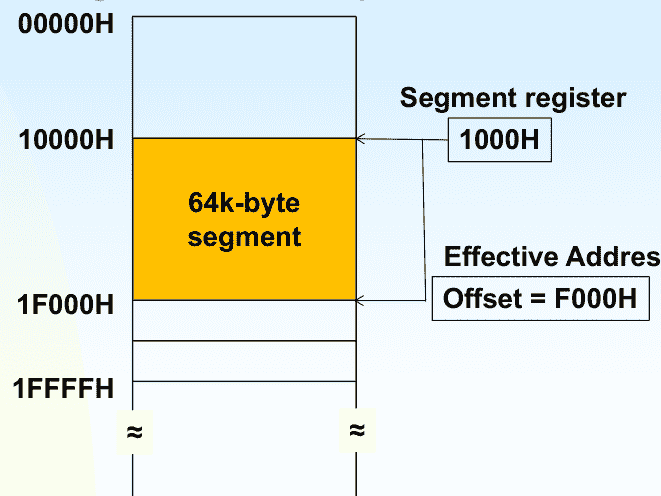 00000H
Segment register
10000H
1000H
64k-byte
segment
Effective Addres
1F000H
Offset = F000H
1FFFFH
≈
≈